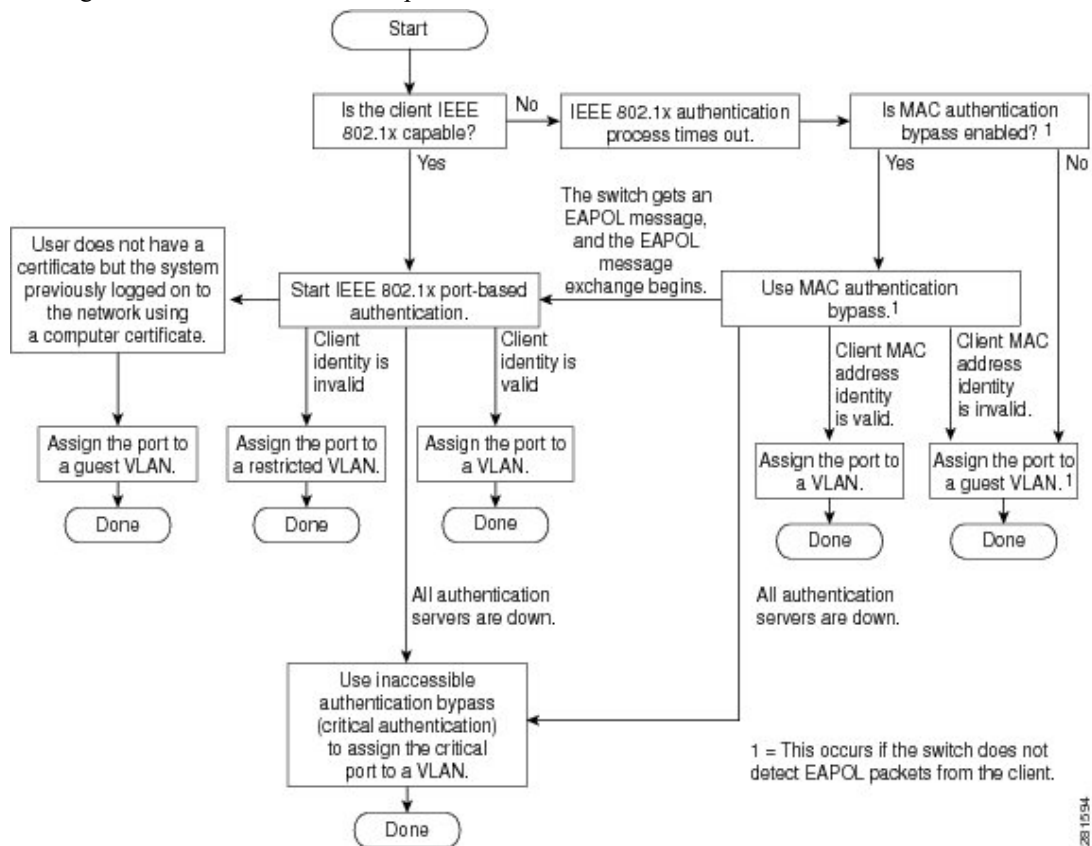 Start
Is the client IEEE
802.1x capable?
No
IEEE 802.1x authentication
process times out.
Is MAC authentication
bypass enabled? 1
Yes
Yes
No
The switch gets an
EAPOL message,
and the EAPOL
message
exchange begins.
User does not have a
certificate but the system
previously logged on to
the network using
a computer certificate.
Start IEEE 802.1x port-based
authentication.
Use MAC authentication
bypass.1
Client
identity is
invalid
Client
identity is
valid
Client MAC
address
identity
is valid.
Client MAC
address
identity
is invalid.
Assign the port to
a guest VLAN.
Assign the port to
a restricted VLAN.
Assign the port to
a VLAN.
Assign the port to
a VLAN.
Assign the port to
a guest VLAN.1
Done
Done
Done
Done
Done
All authentication
servers are down.
All authentication
servers are down.
Use inaccessible
authentication bypass
(critical authentication)
to assign the critical
port to a VLAN.
1 = This occurs if the switch does not
detect EAPOL packets from the client.
Done
281594